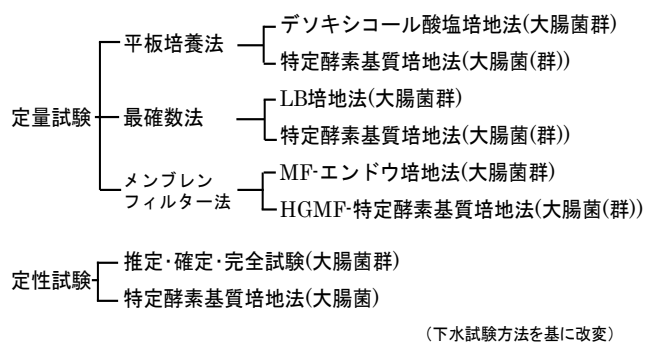 定量試験
平板培養法
デソキシコール酸塩培地法(大腸菌群)
特定酵素基質培地法(大腸菌(群))
最確数法
LB培地法(大腸菌群)
特定酵素基質培地法(大腸菌(群))
メンブレン
フィルター法
MF-エンドウ培地法(大腸菌群)
HGMF-特定酵素基質培地法(大腸菌(群))
定性試験
推定・確定・完全試験(大腸菌群)
特定酵素基質培地法(大腸菌)
(下水試験方法を基に改変)